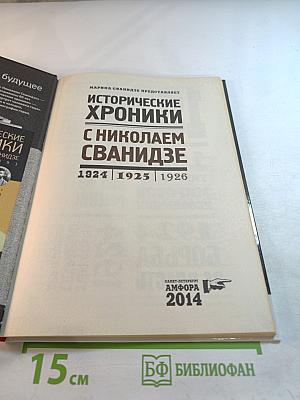 будущее
МАРИНА СВАНИДЗЕ ПРЕДСТАВЛЯЕТ
ИСТОРИЧЕСКИЕ
ХРОНИКИ
С НИКОЛАЕМ
СВАНИДЗЕ
1924 | 1925 | 1926
САНКТ-ПЕТЕРБУРГ
АМФОРА
2014
15 см
БФ БИБЛИОФАН